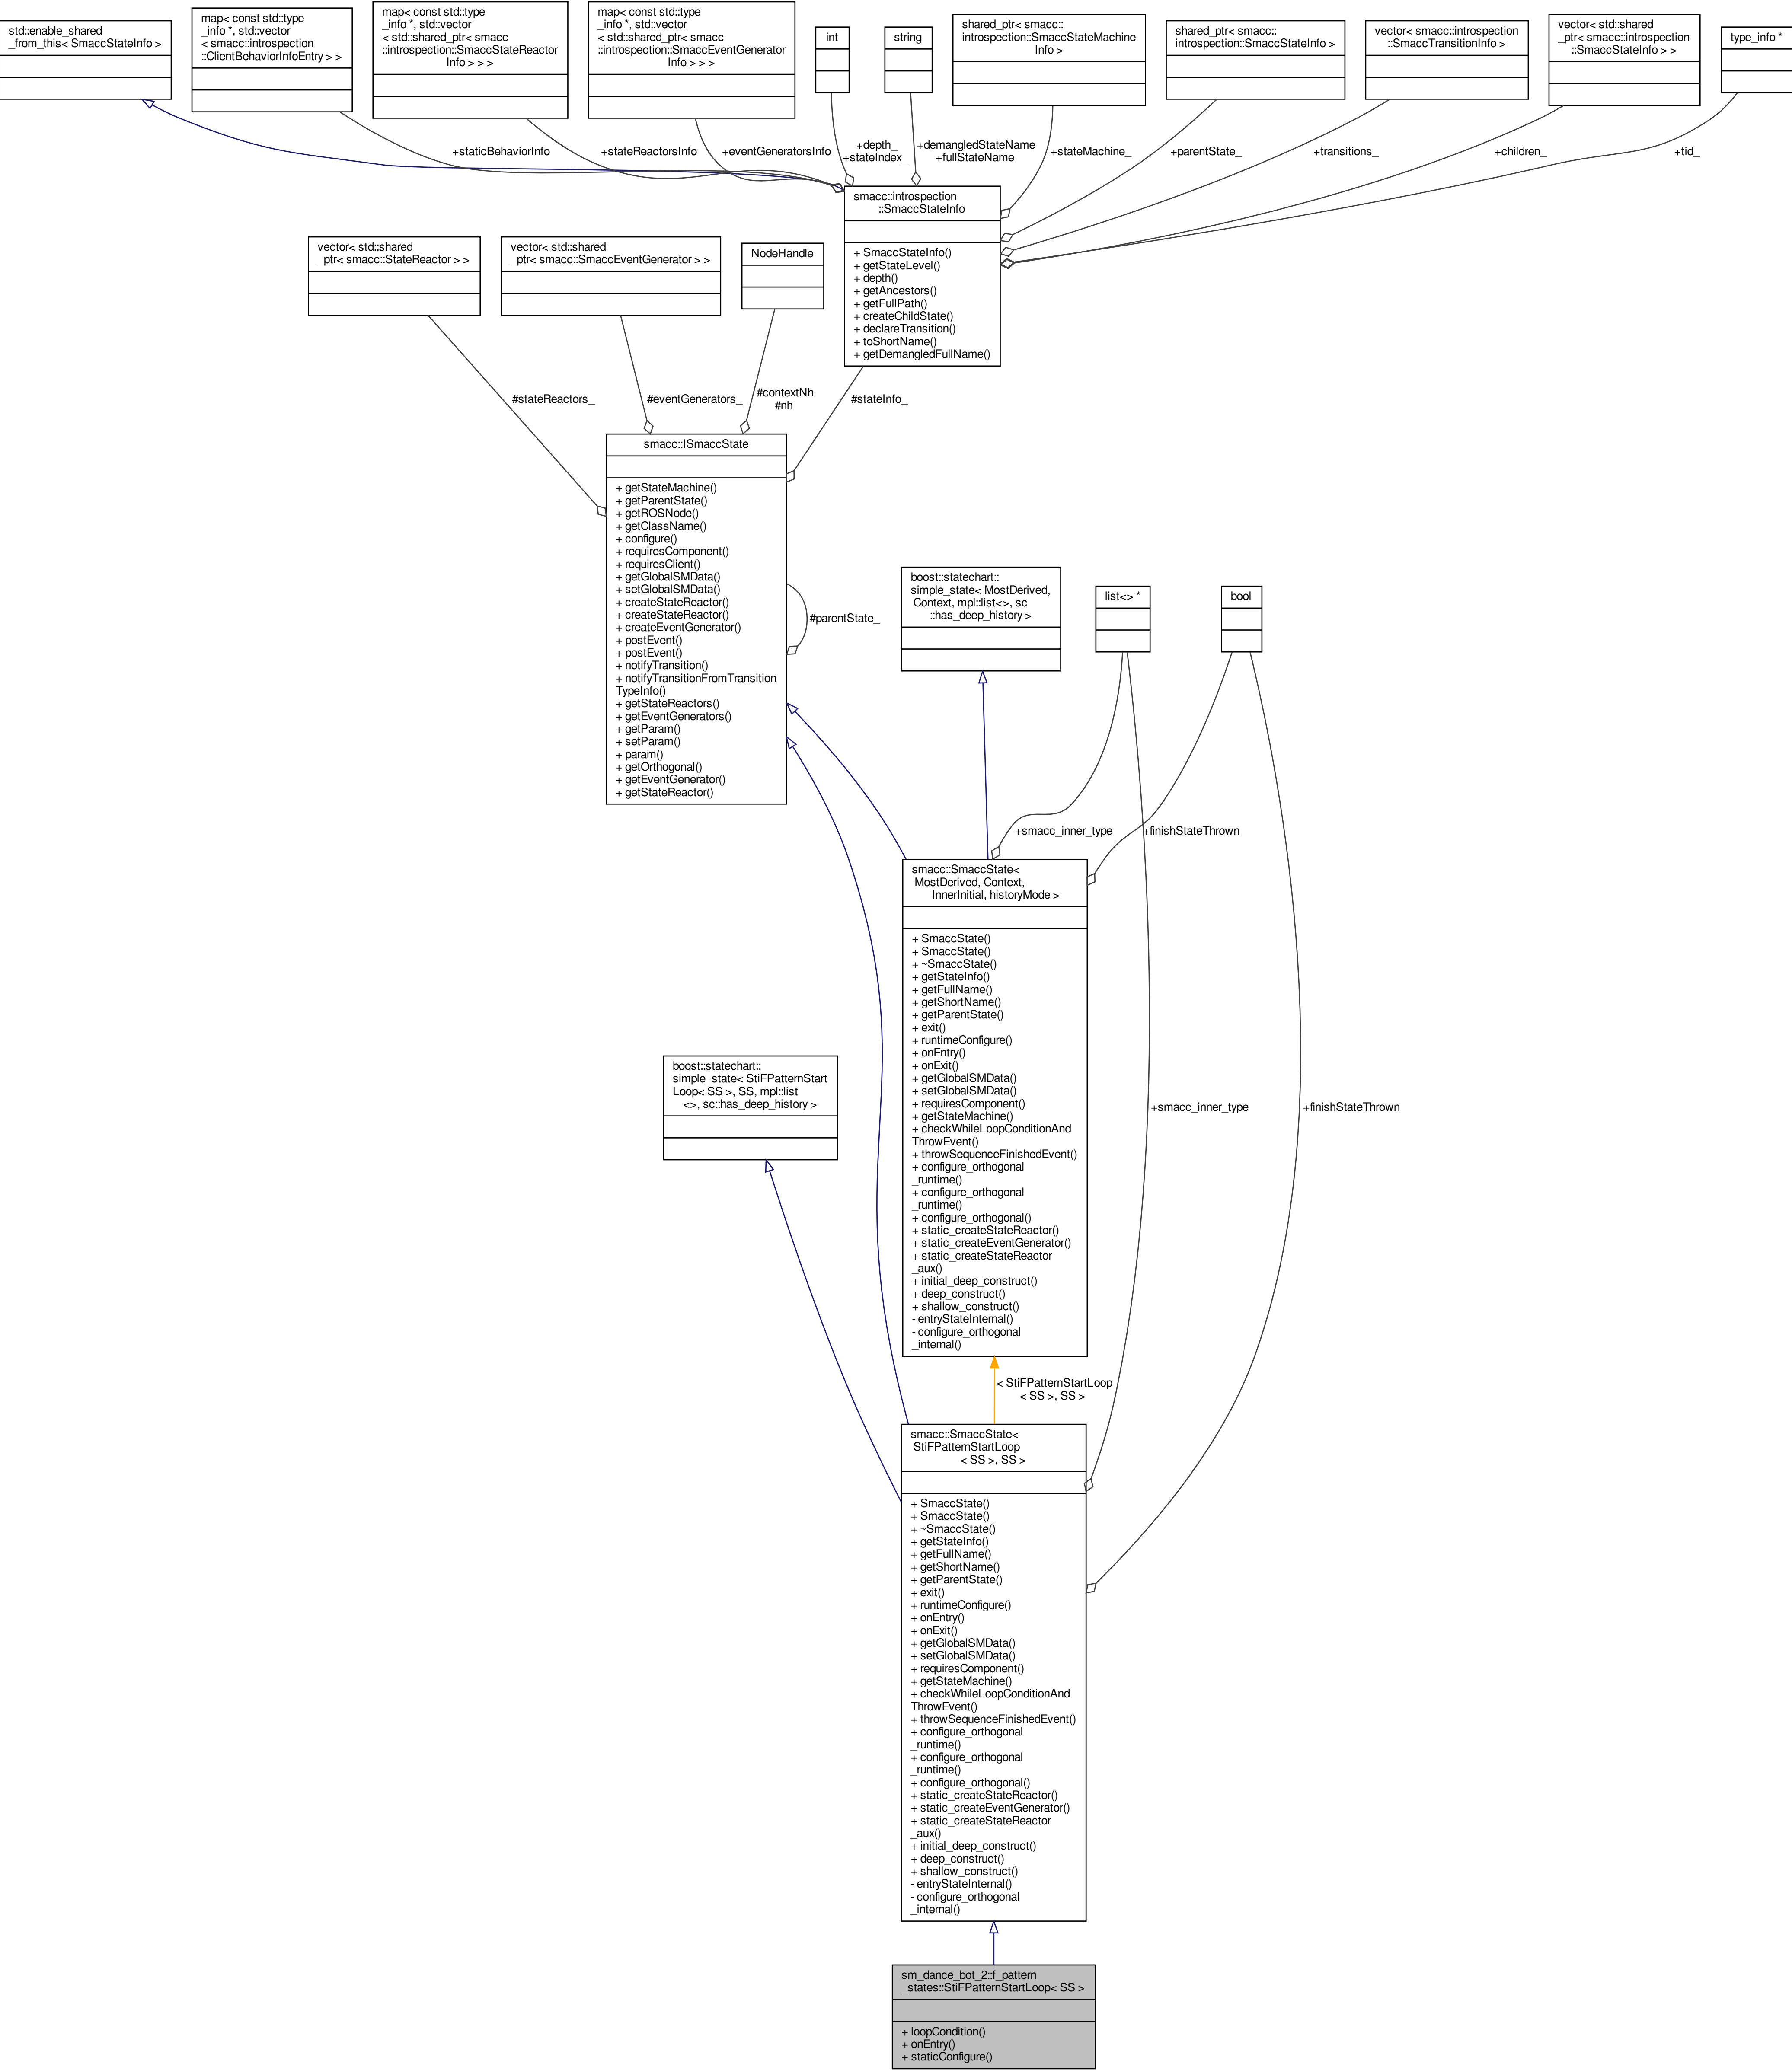 std::enable_shared
_from_this< SmaccStateInfo >
map< const std::type
_info *, std::vector
< smacc::introspection
::ClientBehaviorInfoEntry > >
map< const std::type
_info *, std::vector
< std::shared_ptr< smacc
::introspection::SmaccStateReactor
Info > > >
map< const std::type
_info *, std::vector
< std::shared_ptr< smacc
::introspection::SmaccEventGenerator
Info > > >
int
string
shared_ptr< smacc::
introspection::SmaccStateMachine
Info >
shared_ptr< smacc::
introspection::SmaccStateInfo >
vector< smacc::introspection
::SmaccTransitionInfo >
vector< std::shared
_ptr< smacc::introspection
::SmaccStateInfo > >
type_info *
+staticBehaviorInfo
+stateReactorsInfo
+eventGeneratorsInfo
+depth_
+stateIndex_
+demangledStateName
+fullStateName
+stateMachine_
+parentState_
+transitions_
+children_
+tid_
smacc::introspection
::SmaccStateInfo
+ SmaccStateInfo()
+ getStateLevel()
+ depth()
+ getAncestors()
+ getFullPath()
+ createChildState()
+ declareTransition()
+ toShortName()
+ getDemangledFullName()
vector< std::shared
_ptr< smacc::StateReactor > >
vector< std::shared
_ptr< smacc::SmaccEventGenerator > >
NodeHandle
#stateReactors_
#eventGenerators_
#contextNh
#nh
#stateInfo_
smacc::ISmaccState
+ getStateMachine()
+ getParentState()
+ getROSNode()
+ getClassName()
+ configure()
+ requiresComponent()
+ requiresClient()
+ getGlobalSMData()
+ setGlobalSMData()
+ createStateReactor()
+ createStateReactor()
+ createEventGenerator()
+ postEvent()
+ postEvent()
+ notifyTransition()
+ notifyTransitionFromTransition
TypeInfo()
+ getStateReactors()
+ getEventGenerators()
+ getParam()
+ setParam()
+ param()
+ getOrthogonal()
+ getEventGenerator()
+ getStateReactor()
#parentState_
boost::statechart::
simple_state< MostDerived,
Context, mpl::list<>, sc
::has_deep_history >
list<> *
bool
+smacc_inner_type
+finishStateThrown
smacc::SmaccState<
MostDerived, Context,
InnerInitial, historyMode >
+ SmaccState()
+ SmaccState()
+ ~SmaccState()
+ getStateInfo()
+ getFullName()
+ getShortName()
+ getParentState()
+ exit()
+ runtimeConfigure()
+ onEntry()
+ onExit()
+ getGlobalSMData()
+ setGlobalSMData()
+ requiresComponent()
+ getStateMachine()
+ checkWhileLoopConditionAnd
ThrowEvent()
+ throwSequenceFinishedEvent()
+ configure_orthogonal
_runtime()
+ configure_orthogonal
_runtime()
+ configure_orthogonal()
+ static_createStateReactor()
+ static_createEventGenerator()
+ static_createStateReactor
_aux()
+ initial_deep_construct()
+ deep_construct()
+ shallow_construct()
- entryStateInternal()
- configure_orthogonal
_internal()
boost::statechart::
simple_state< StiFPatternStart
Loop< SS >, SS, mpl::list
<>, sc::has_deep_history >
+smacc_inner_type
+finishStateThrown
< StiFPatternStartLoop
< SS >, SS >
smacc::SmaccState<
StiFPatternStartLoop
< SS >, SS >
+ SmaccState()
+ SmaccState()
+ ~SmaccState()
+ getStateInfo()
+ getFullName()
+ getShortName()
+ getParentState()
+ exit()
+ runtimeConfigure()
+ onEntry()
+ onExit()
+ getGlobalSMData()
+ setGlobalSMData()
+ requiresComponent()
+ getStateMachine()
+ checkWhileLoopConditionAnd
ThrowEvent()
+ throwSequenceFinishedEvent()
+ configure_orthogonal
_runtime()
+ configure_orthogonal
_runtime()
+ configure_orthogonal()
+ static_createStateReactor()
+ static_createEventGenerator()
+ static_createStateReactor
_aux()
+ initial_deep_construct()
+ deep_construct()
+ shallow_construct()
- entryStateInternal()
- configure_orthogonal
_internal()
sm_dance_bot_2::f_pattern
_states::StiFPatternStartLoop< SS >
+ loopCondition()
+ onEntry()
+ staticConfigure()